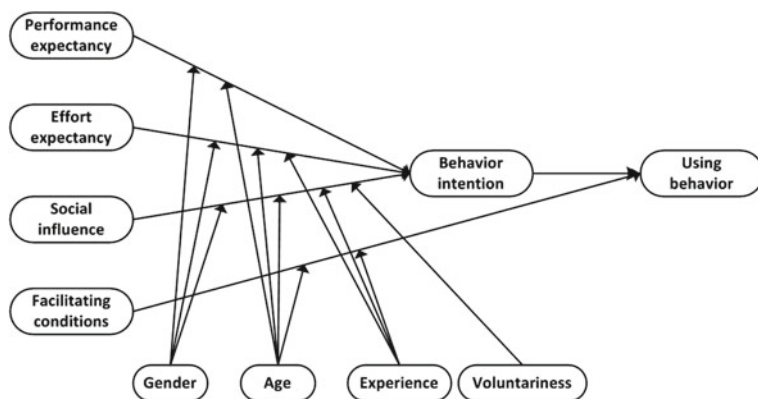 Performance
expectancy
Effort
expectancy
Social
influence
Facilitating
conditions
Behavior
intention
Using
behavior
Gender
Age
Experience
Voluntariness